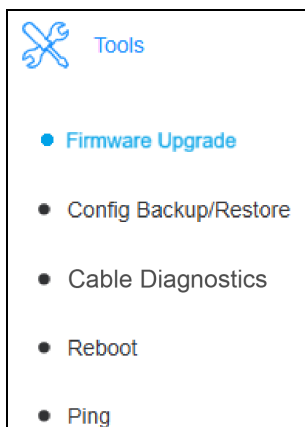 Tools
Firmware Upgrade
Config Backup/Restore
Cable Diagnostics
Reboot
Ping